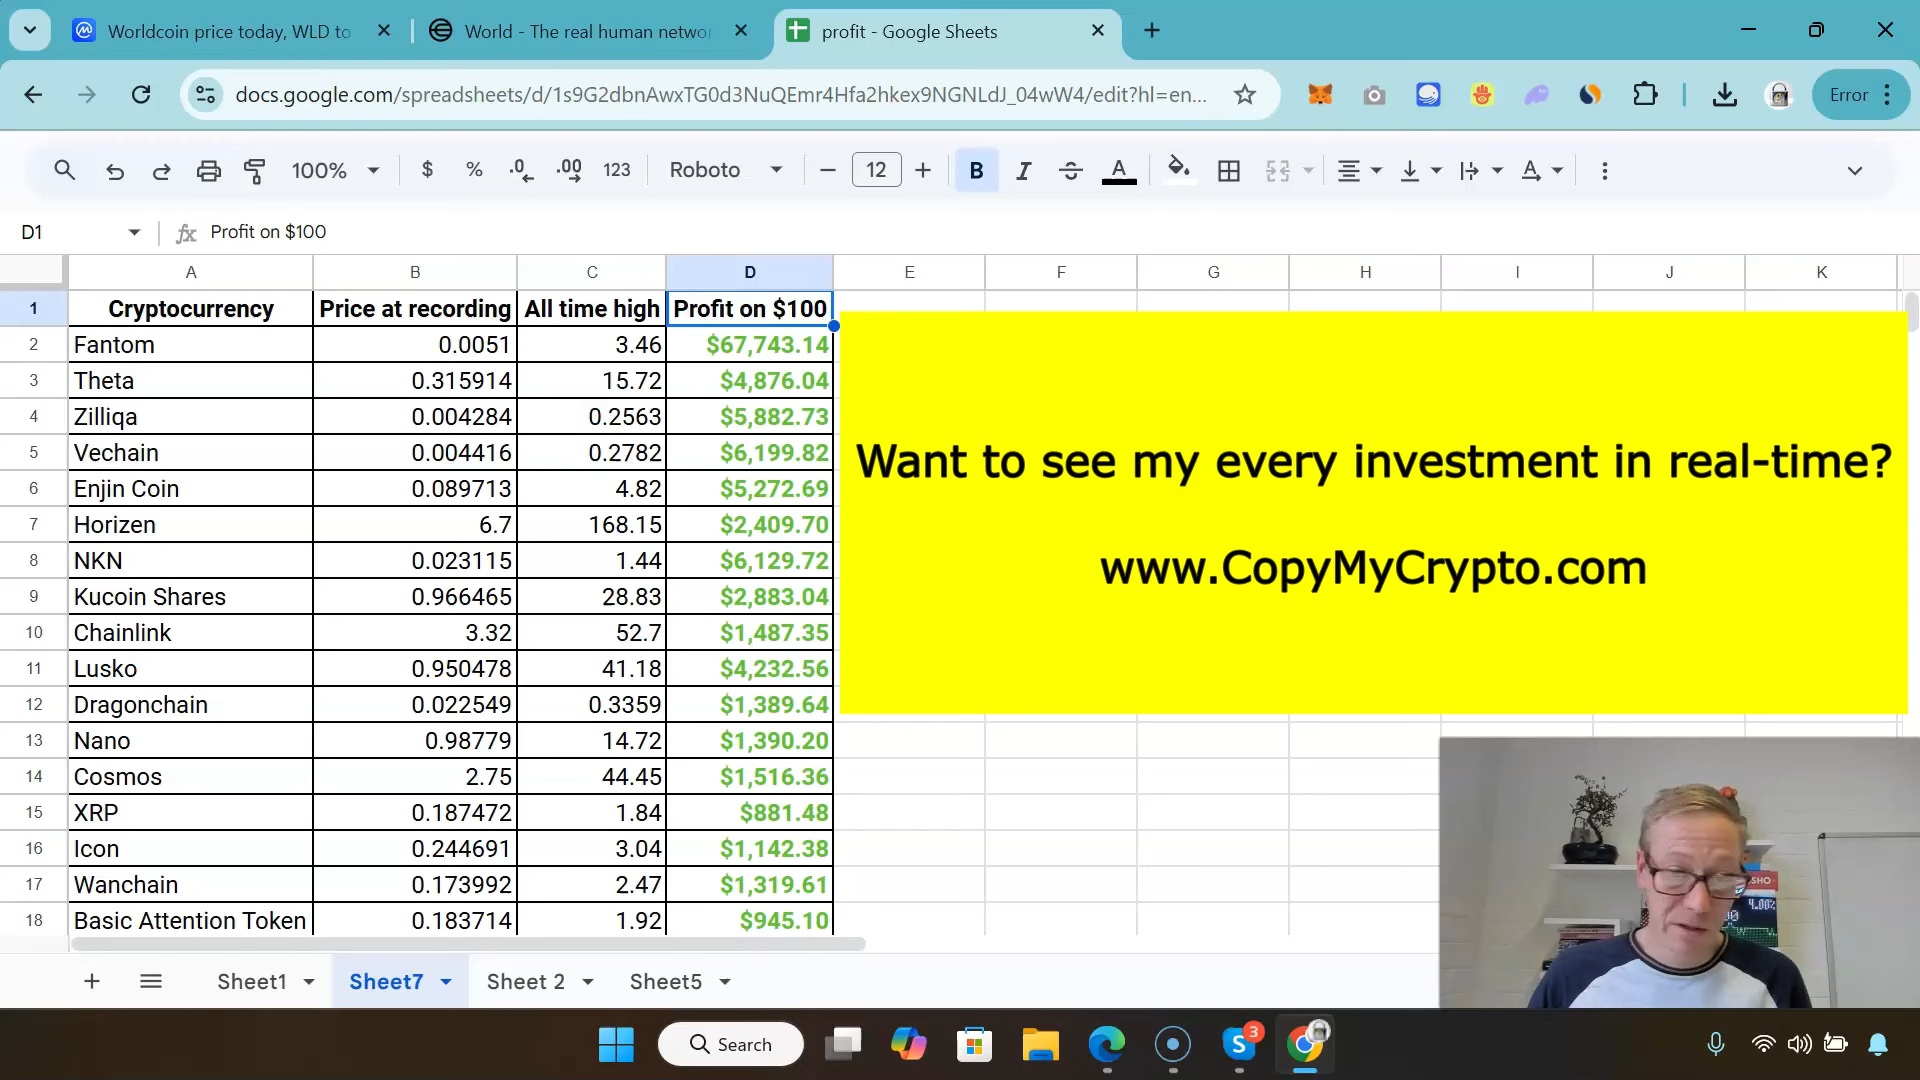 Worldcoin price today, WLD to
World - The real human networ
profit - Google Sheets
docs.google.com/spreadsheets/d/1s9G2dbnAwxTG0d3NuQEmr4Hfa2hkex9NGNLdJ_04wW4/edit?hl=en...
Error
100%
$
%
.0
.00
123
Roboto
12
B
I
A
A
D1
fx
Profit on $100
A B C D E F G H I J K
1 Cryptocurrency Price at recording All time high Profit on $100
2 Fantom 0.0051 3.46 $67,743.14
3 Theta 0.315914 15.72 $4,876.04
4 Zilliqa 0.004284 0.2563 $5,882.73
5 Vechain 0.004416 0.2782 $6,199.82
6 Enjin Coin 0.089713 4.82 $5,272.69
7 Horizen 6.7 168.15 $2,409.70
8 NKN 0.023115 1.44 $6,129.72
9 Kucoin Shares 0.966465 28.83 $2,883.04
10 Chainlink 3.32 52.7 $1,487.35
11 Lusko 0.950478 41.18 $4,232.56
12 Dragonchain 0.022549 0.3359 $1,389.64
13 Nano 0.98779 14.72 $1,390.20
14 Cosmos 2.75 44.45 $1,516.36
15 XRP 0.187472 1.84 $881.48
16 Icon 0.244691 3.04 $1,142.38
17 Wanchain 0.173992 2.47 $1,319.61
18 Basic Attention Token 0.183714 1.92 $945.10
Want to see my every investment in real-time?
www.CopyMyCrypto.com
4.00%
Sheet1
Sheet7
Sheet 2
Sheet5
Search
S
3